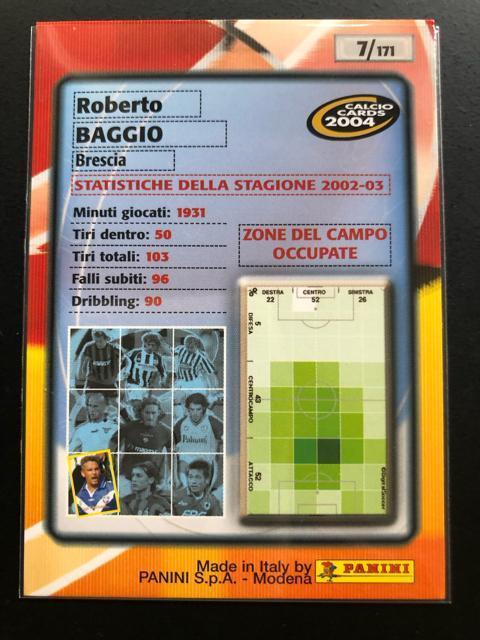 7/171
Roberto
BAGGIO
Brescia
CALCIO
CARDS
2004
STATISTICHE DELLA STAGIONE 2002-03
Minuti giocati: 1931
Tiri dentro: 50
Tiri totali: 103
Falli subiti: 96
Dribbling: 90
ZONE DEL CAMPO
OCCUPATE
% DESTRA CENTRO SINISTRA
22 52 26
5 DIFESA
43 CENTROCAMPO
52 ATTACCO
©DigitalSoccer
Made in Italy by
PANINI S.p.A. - Modena
PANINI